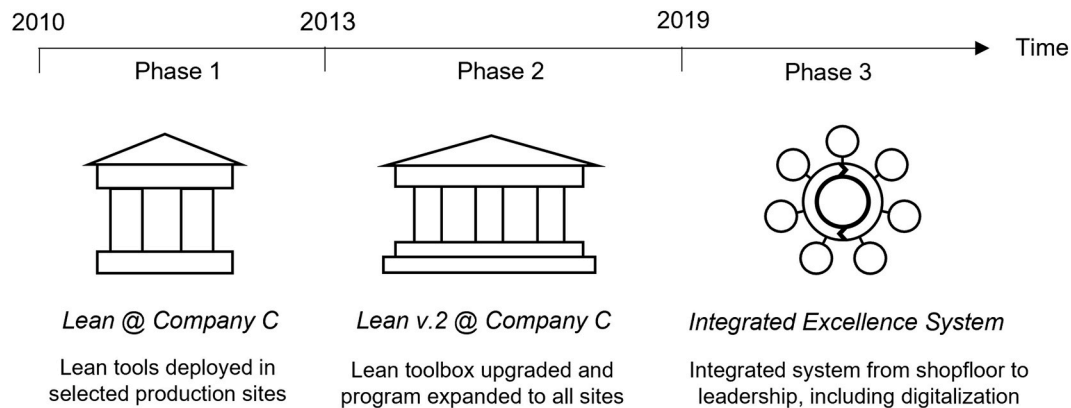 2010
2013
2019
Time
Phase 1
Phase 2
Phase 3
Lean @ Company C
Lean v.2 @ Company C
Integrated Excellence System
Lean tools deployed in
selected production sites
Lean toolbox upgraded and
program expanded to all sites
Integrated system from shopfloor to
leadership, including digitalization